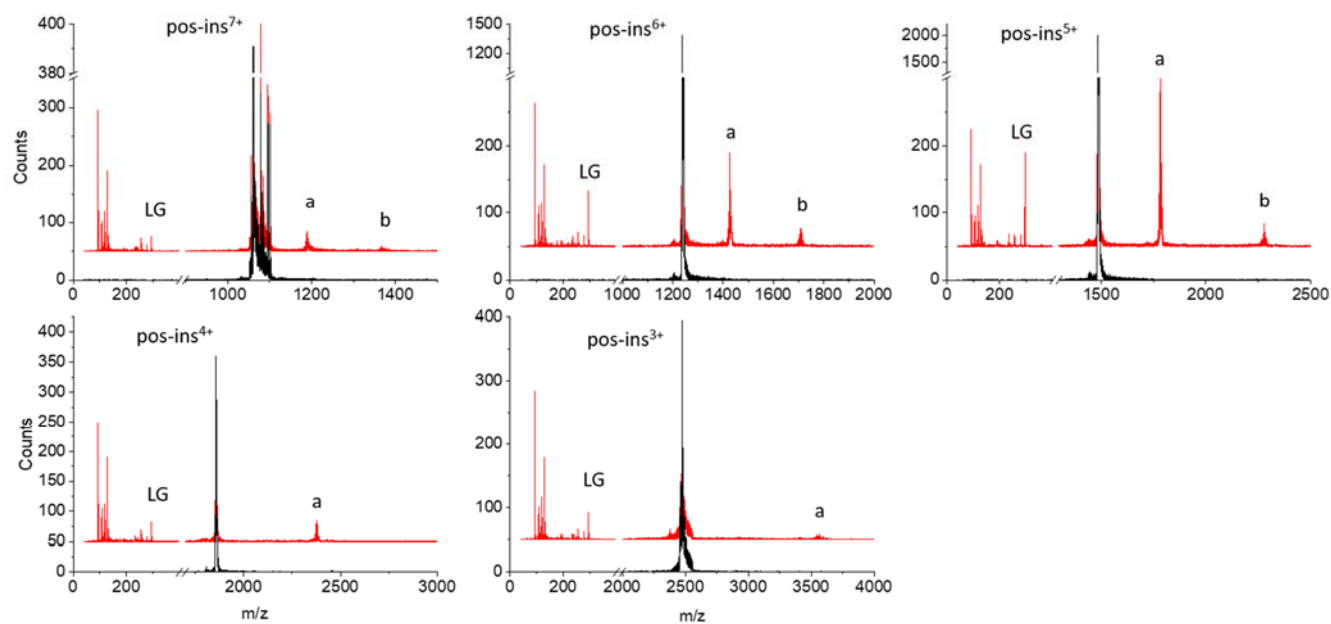 pos-ins7+
400
380
300
200
100
0
Counts
LG
a
b
0
200
1000
1200
1400
pos-ins6+
1500
1200
200
100
0
LG
a
b
0
200
1000
1200
1400
1600
1800
2000
pos-ins5+
2000
1500
200
100
0
LG
a
b
0
200
1500
2000
2500
pos-ins4+
400
350
300
250
200
150
100
50
0
Counts
LG
a
0
200
2000
2500
3000
m/z
pos-ins3+
400
300
200
100
0
LG
a
0
200
2000
2500
3000
3500
4000
m/z